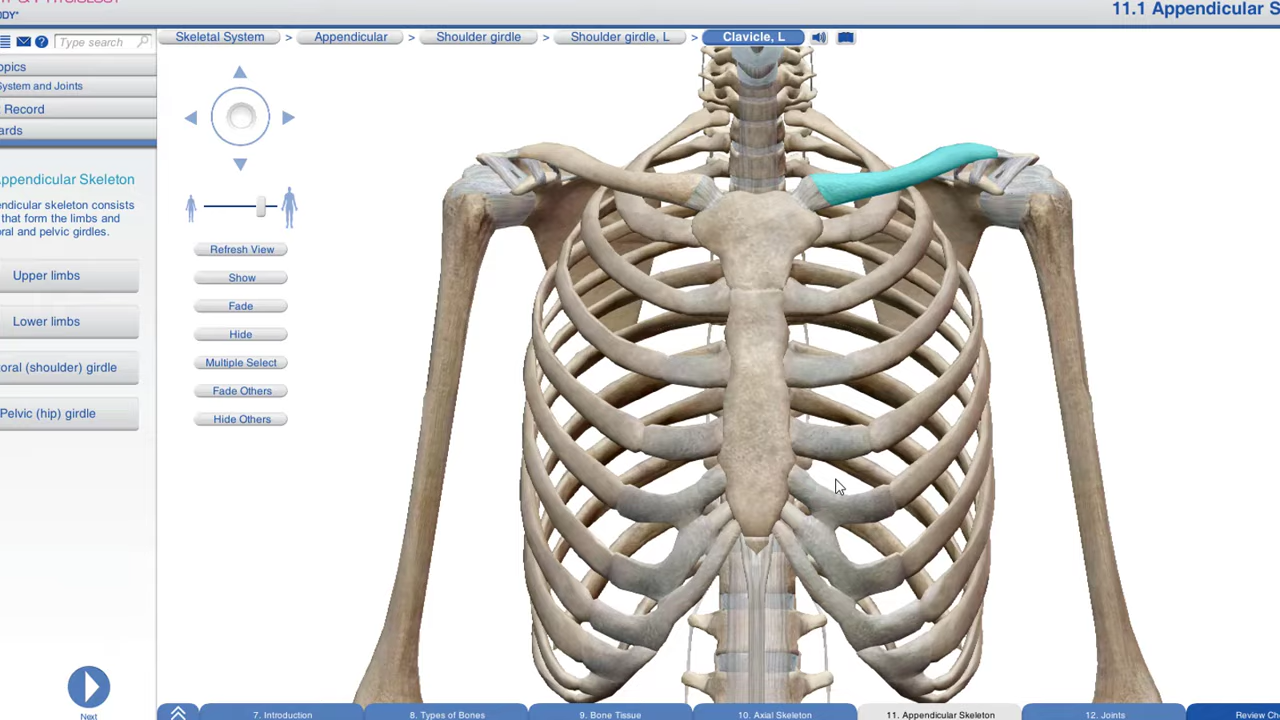 11.1 Appendicular S
ODY*
Type search
Skeletal System > Appendicular > Shoulder girdle > Shoulder girdle, L > Clavicle, L
opics
System and Joints
Record
ards
Appendicular Skeleton
endicular skeleton consists
that form the limbs and
oral and pelvic girdles.
Upper limbs
Lower limbs
oral (shoulder) girdle
Pelvic (hip) girdle
Refresh View
Show
Fade
Hide
Multiple Select
Fade Others
Hide Others
Next
7. Introduction
8. Types of Bones
9. Bone Tissue
10. Axial Skeleton
11. Appendicular Skeleton
12. Joints
Review Ch